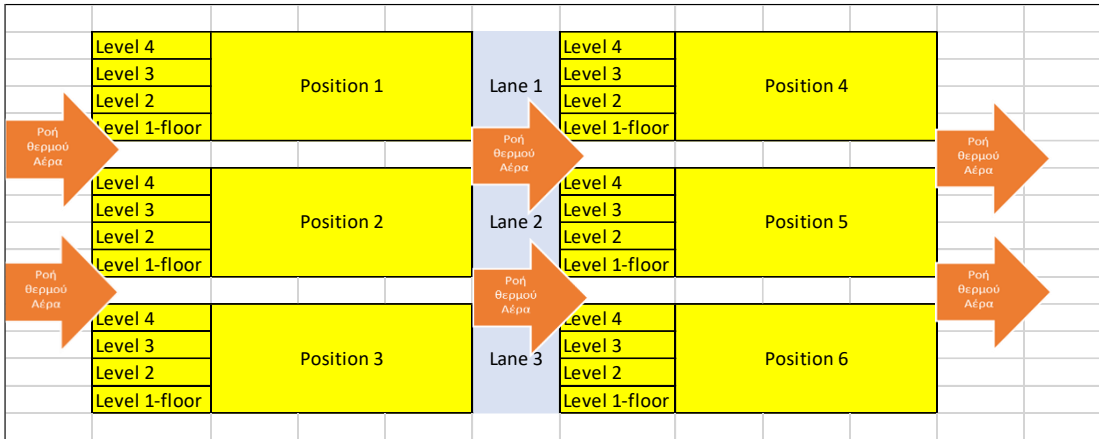 Level 4
Level 3
Level 2
Level 1-floor
Position 1
Lane 1
Level 4
Level 3
Level 2
Level 1-floor
Position 4
Ροή
θερμού
Αέρα
Ροή
θερμού
Αέρα
Ροή
θερμού
Αέρα
Level 4
Level 3
Level 2
Level 1-floor
Position 2
Lane 2
Level 4
Level 3
Level 2
Level 1-floor
Position 5
Ροή
θερμού
Αέρα
Ροή
θερμού
Αέρα
Ροή
θερμού
Αέρα
Level 4
Level 3
Level 2
Level 1-floor
Position 3
Lane 3
Level 4
Level 3
Level 2
Level 1-floor
Position 6